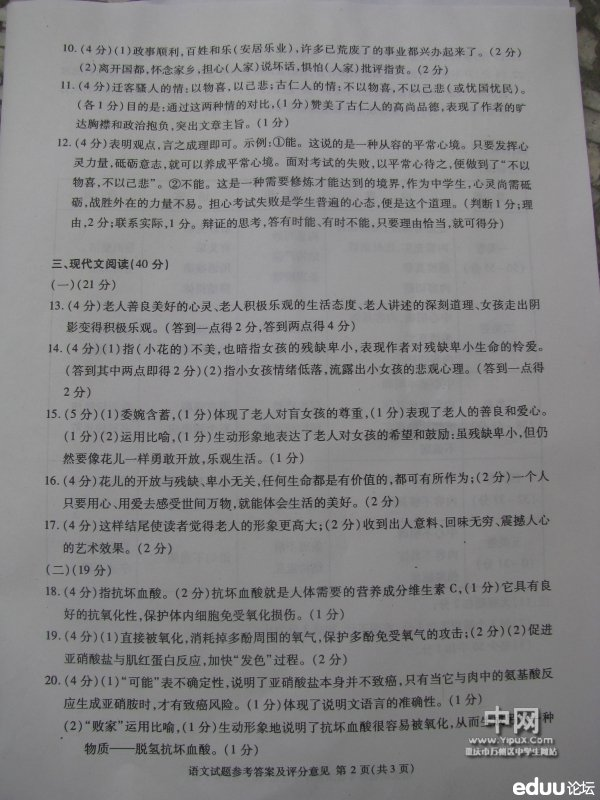 10.(4分)(1)政事顺利,百姓和乐(安居乐业),许多已荒废了的事业都兴办起来了。(2分)
(2)离开国都,怀念家乡,担心(人家)说坏话,惧怕(人家)批评指责。(2分)
11.(4分)迁客骚人的情:以物喜,以己悲;古仁人的情:不以物喜,不以己悲(或忧国忧民)。
(各1分)目的是:通过这两种情的对比,(1分)赞美了古仁人的高尚品德,表现了作者的旷
达胸襟和政治抱负,突出文章主旨。(1分)
12.(4分)表明观点,言之成理即可。示例:①能。这说的是一种从容的平常心境。只要发挥心
灵力量,砥砺意志,就可以养成平常心境。面对考试的失败,以平常心待之,便做到了“不以
物喜,不以己悲”。②不能。这是一种需要修炼才能达到的境界,作为中学生,心灵尚需砥
砺,战胜外在的力量不易。担心考试失败是学生普遍的心态,便是这个道理。(判断1分;理
由,2分;联系实际,1分。辩证的思考,答有时能、有时不能,只要理由恰当,就可得分)
三、现代文阅读(40分)
(一)(21分)
13.(4分)老人善良美好的心灵、老人积极乐观的生活态度、老人讲述的深刻道理、女孩走出阴
影变得积极乐观。(答到一点得2分,答到两点得4分)
14.(4分)(1)指(小花的)不美,也暗指女孩的残缺卑小,表现作者对残缺卑小生命的怜爱。
(答到其中两点即得2分)(2)指小女孩情绪低落,流露出小女孩的悲观心理。(答到一点得
2分)
15.(5分)(1)委婉含蓄,(1分)体现了老人对盲女孩的尊重,(1分)表现了老人的善良和爱心。
(1分)(2)运用比喻,(1分)生动形象地表达了老人对女孩的希望和鼓励:虽残缺卑小,但仍
然要像花儿一样勇敢开放,乐观生活。(1分)
16.(4分)花儿的开放与残缺、卑小无关,任何生命都是有价值的,都可有所作为;(2分)一个人
只要用心、用爱去感受世间万物,就能体会生活的美好。(2分)
17.(4分)这样结尾使读者觉得老人的形象更高大;(2分)收到出人意料、回味无穷、震撼人心
的艺术效果。(2分)
(二)(19分)
18.(4分)指抗坏血酸。(2分)抗坏血酸就是人体需要的营养成分维生素C,(1分)它具有良
好的抗氧化性,保护体内细胞免受氧化损伤。(1分)
19.(4分)(1)直接被氧化,消耗掉多酚周围的氧气,保护多酚免受氧气的攻击;(2分)(2)促进
亚硝酸盐与肌红蛋白反应,加快“发色”过程。(2分)
20.(4分)(1)“可能”表不确定性,说明了亚硝酸盐本身并不致癌,只有当它与肉中的氨基酸反
应生成亚硝胺时,才有致癌风险。(1分)体现了说明文语言的准确性。(1分)
(2)“败家”运用比喻,(1分)生动形象地说明了抗坏血酸很容易被氧化,从而 种
物质——脱氢抗坏血酸。(1分)
语文试题参考答案及评分意见 第2页(共3页)
中网
www.YipuX.com
重庆市万州区中学生网站
eduu论坛